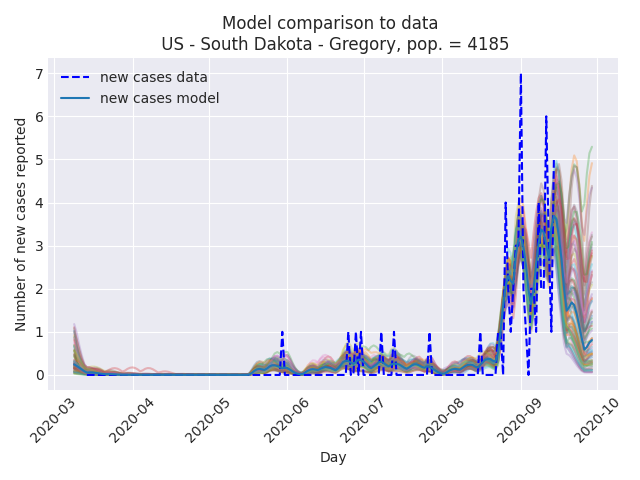 Model comparison to data
US - South Dakota - Gregory, pop. = 4185
new cases data
new cases model
Number of new cases reported
7
6
5
4
3
2
1
0
2020-03
2020-04
2020-05
2020-06
2020-07
2020-08
2020-09
2020-10
Day